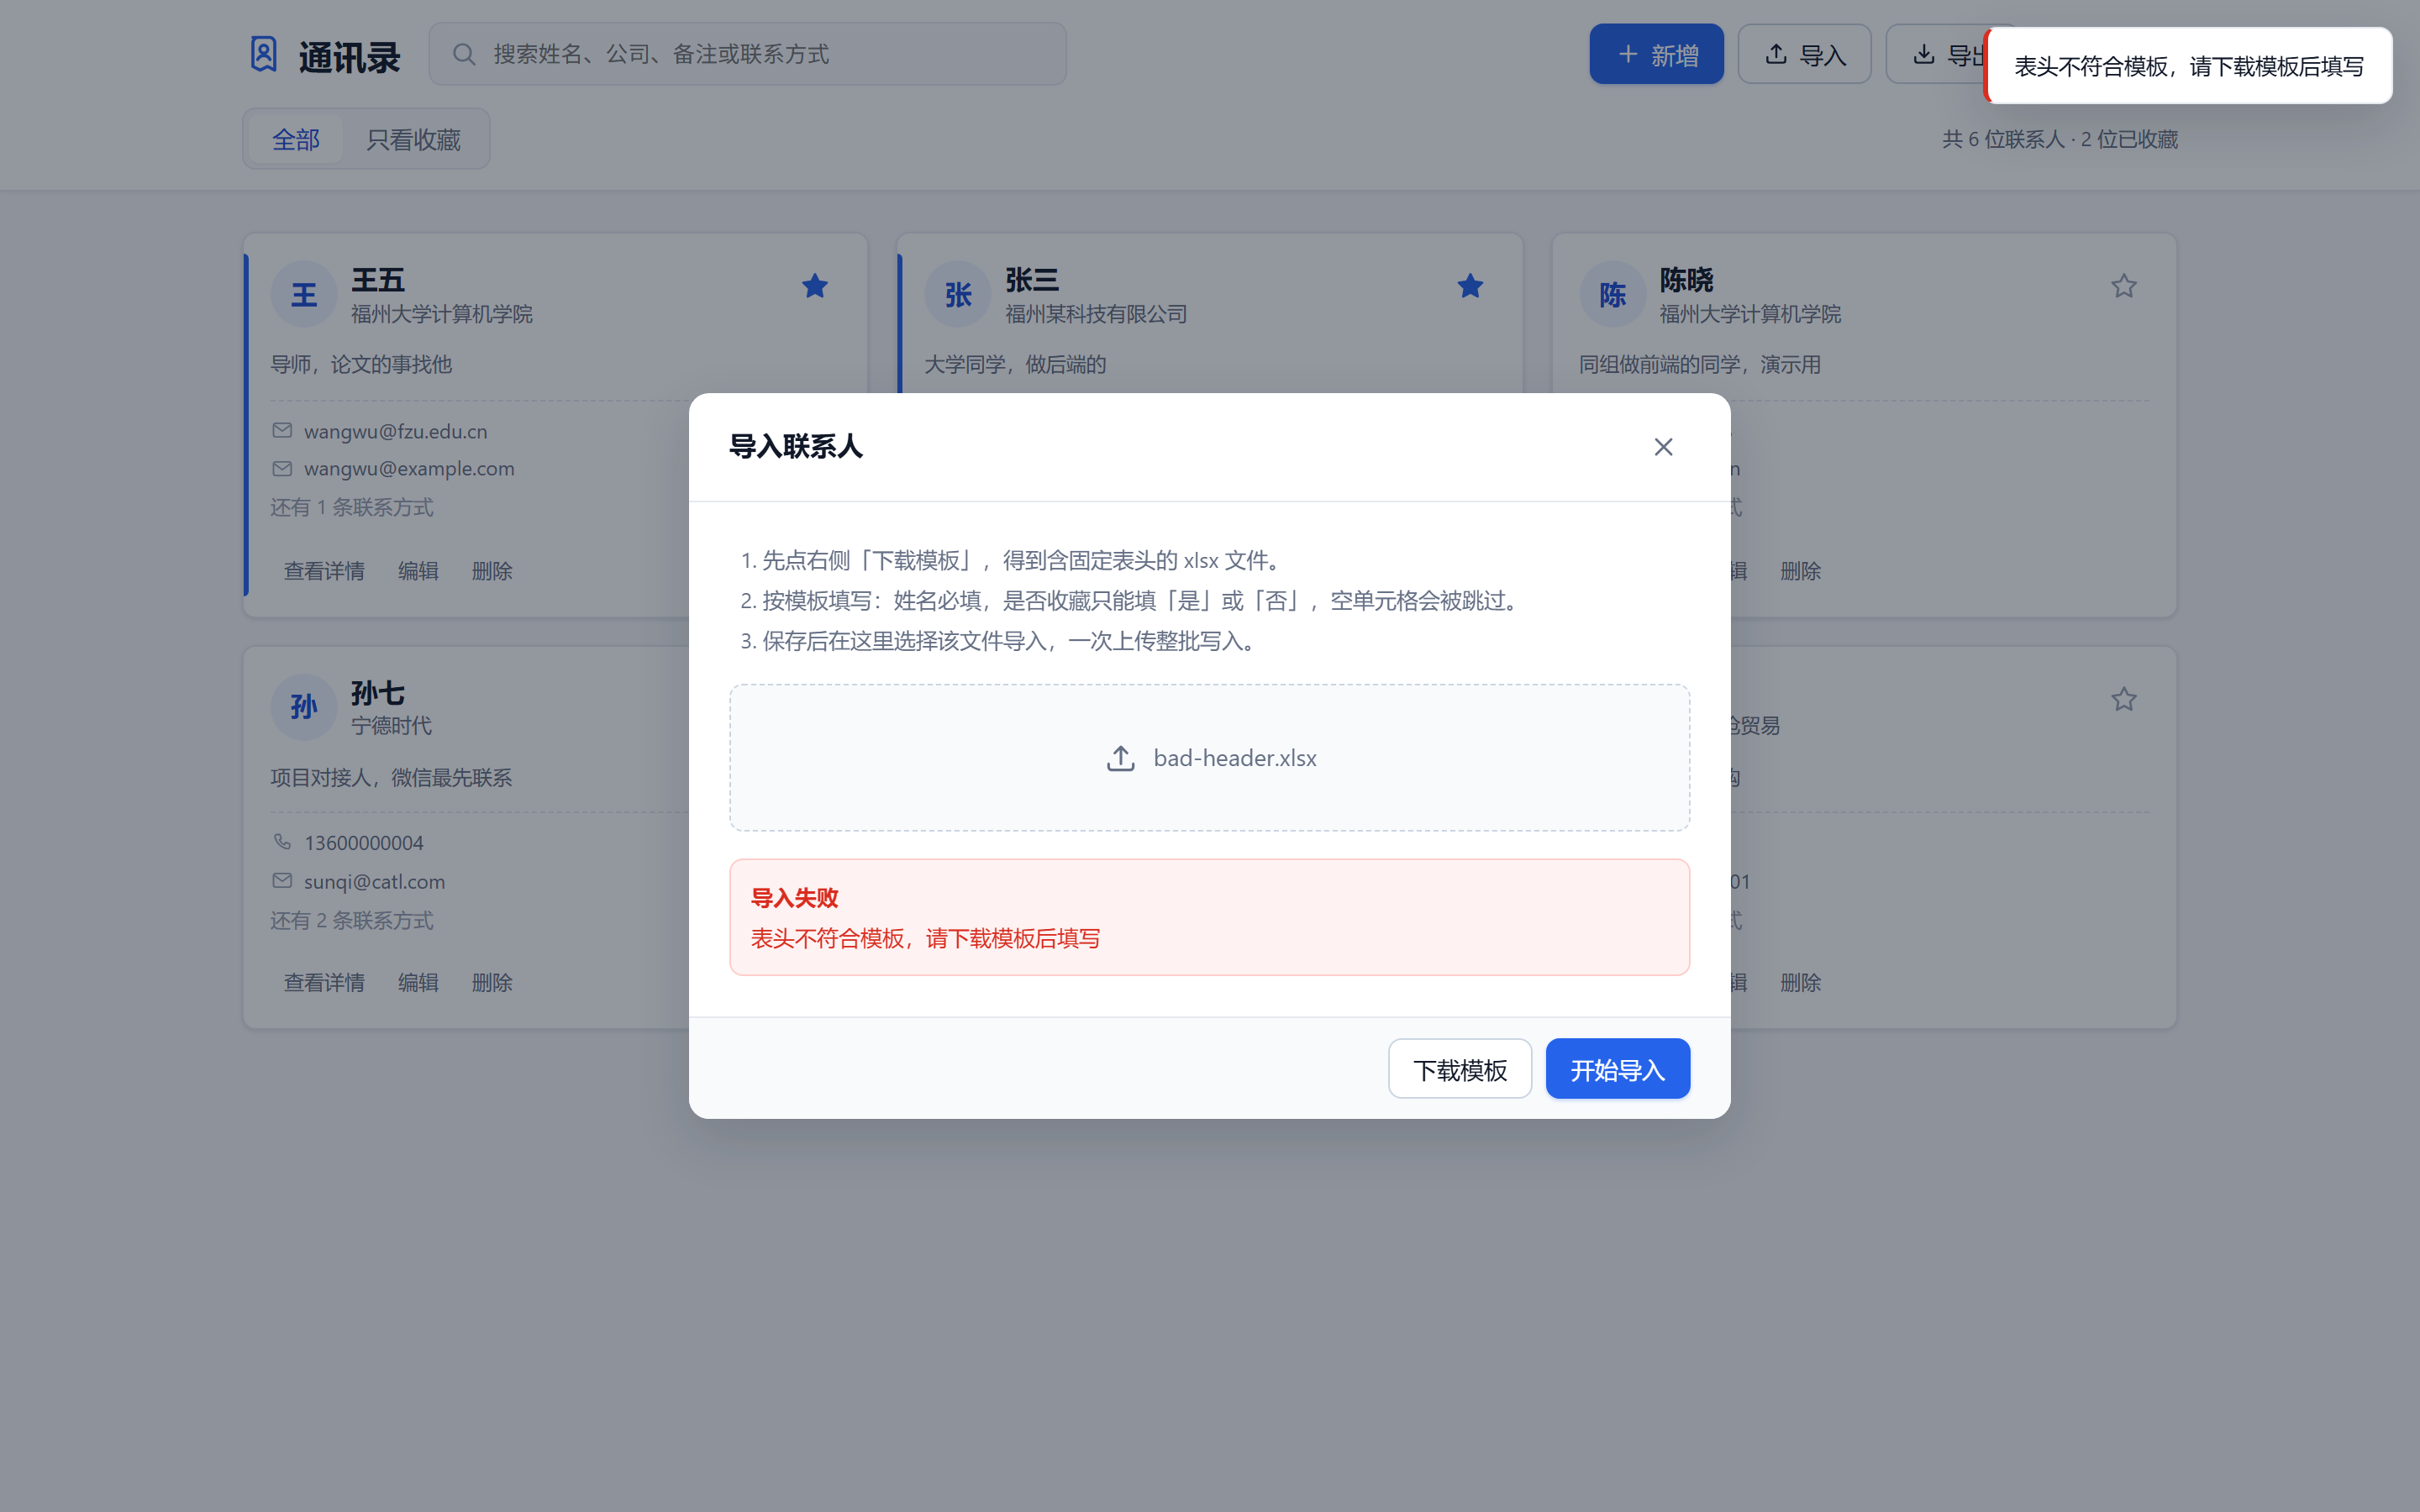 通讯录
搜索姓名、公司、备注或联系方式
新增
导入
表头不符合模板，请下载模板后填写
全部
只看收藏
共 6 位联系人 · 2 位已收藏
王
王五
福州大学计算机学院
导师，论文的事找他
wangwu@fzu.edu.cn
wangwu@example.com
还有 1 条联系方式
查看详情 编辑 删除
张
张三
福州某科技有限公司
大学同学，做后端的
陈
陈晓
福州大学计算机学院
同组做前端的同学，演示用
n
式
辑 删除
导入联系人
1. 先点右侧「下载模板」，得到含固定表头的 xlsx 文件。
2. 按模板填写：姓名必填，是否收藏只能填「是」或「否」，空单元格会被跳过。
3. 保存后在这里选择该文件导入，一次上传整批写入。
bad-header.xlsx
导入失败
表头不符合模板，请下载模板后填写
下载模板
开始导入
孙
孙七
宁德时代
项目对接人，微信最先联系
13600000004
sunqi@catl.com
还有 2 条联系方式
查看详情 编辑 删除
贸易
01
式
辑 删除